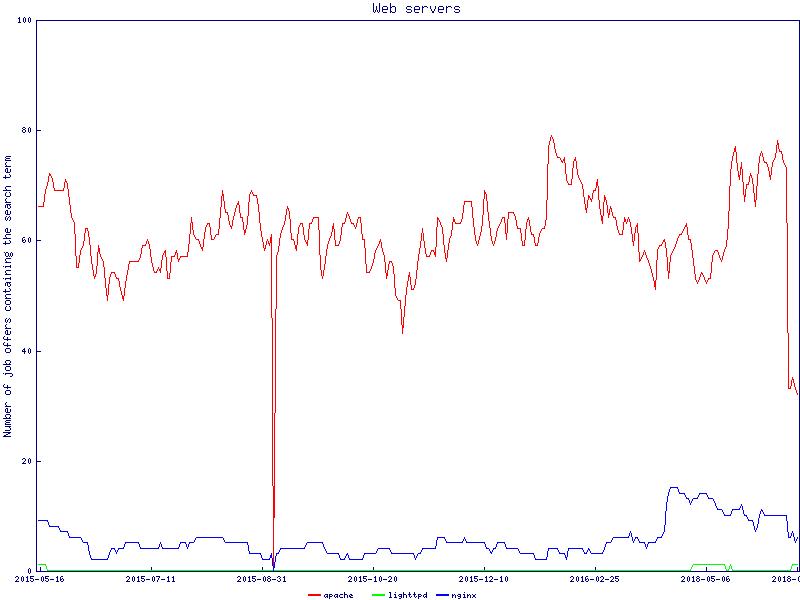 Web servers
Number of job offers containing the search term
100
80
60
40
20
0
2015-05-16 2015-07-11 2015-08-31 2015-10-20 2015-12-10 2016-02-25 2018-05-06 2018-0
apache lighttpd nginx